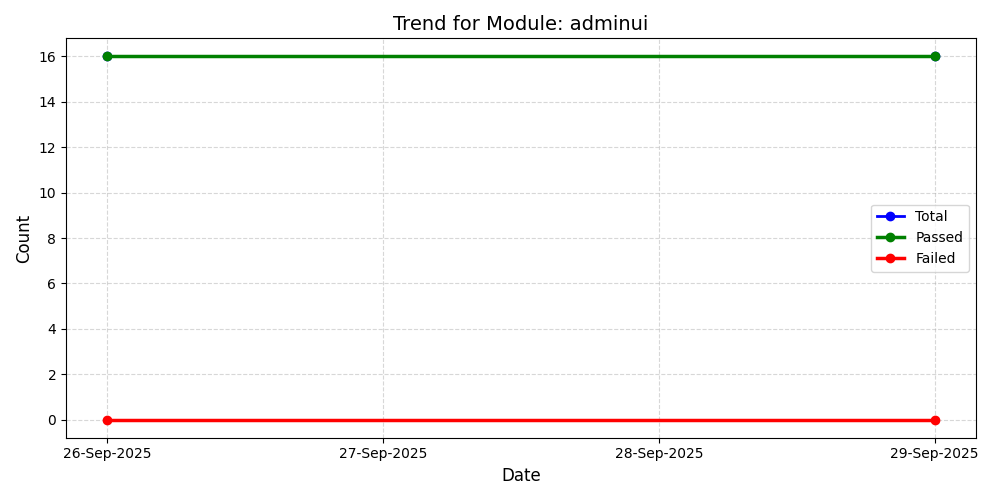 Trend for Module: adminui
16
14
12
10
8
6
4
2
0
Count
Total
Passed
Failed
26-Sep-2025
27-Sep-2025
28-Sep-2025
29-Sep-2025
Date